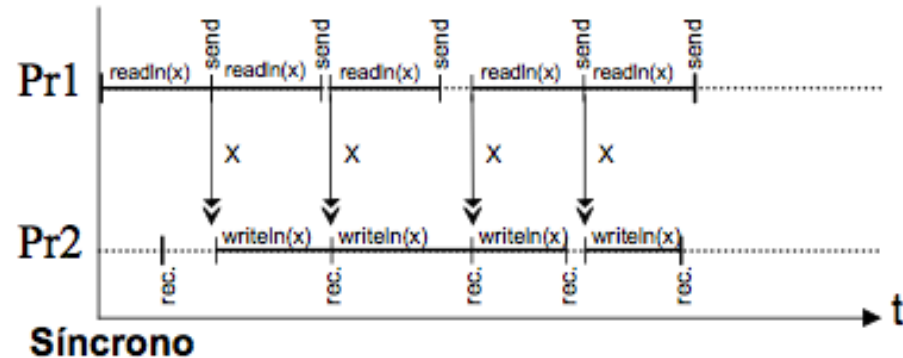 send send send send send
readln(x) readln(x) readln(x) readln(x) readln(x)
Pr1
X X X X
writeln(x) writeln(x) writeln(x) writeln(x)
Pr2
rec. rec. rec. rec. rec.
t
Síncrono